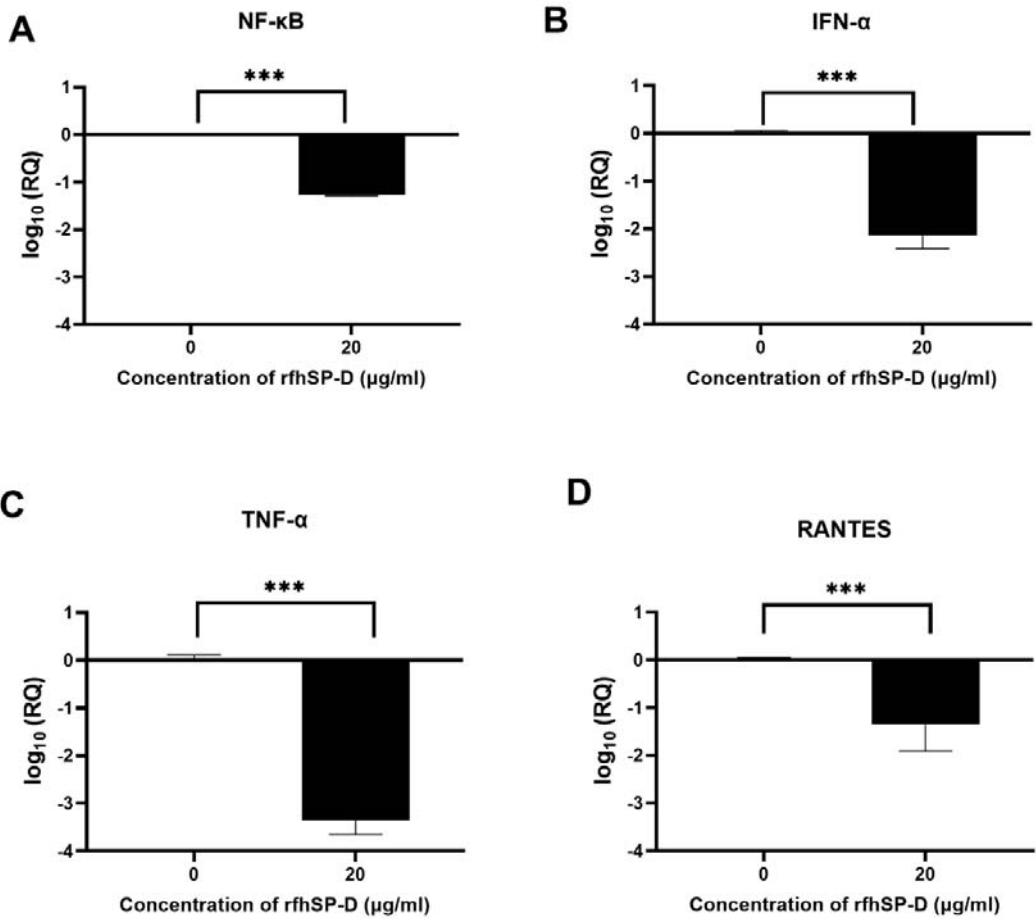 A
NF-κB
***
1
0
-1
-2
-3
-4
log10 (RQ)
0 20
Concentration of rfhSP-D (μg/ml)
B
IFN-α
***
1
0
-1
-2
-3
-4
log10 (RQ)
0 20
Concentration of rfhSP-D (μg/ml)
C
TNF-α
***
1
0
-1
-2
-3
-4
log10 (RQ)
0 20
Concentration of rfhSP-D (μg/ml)
D
RANTES
***
1
0
-1
-2
-3
-4
log10 (RQ)
0 20
Concentration of rfhSP-D (μg/ml)